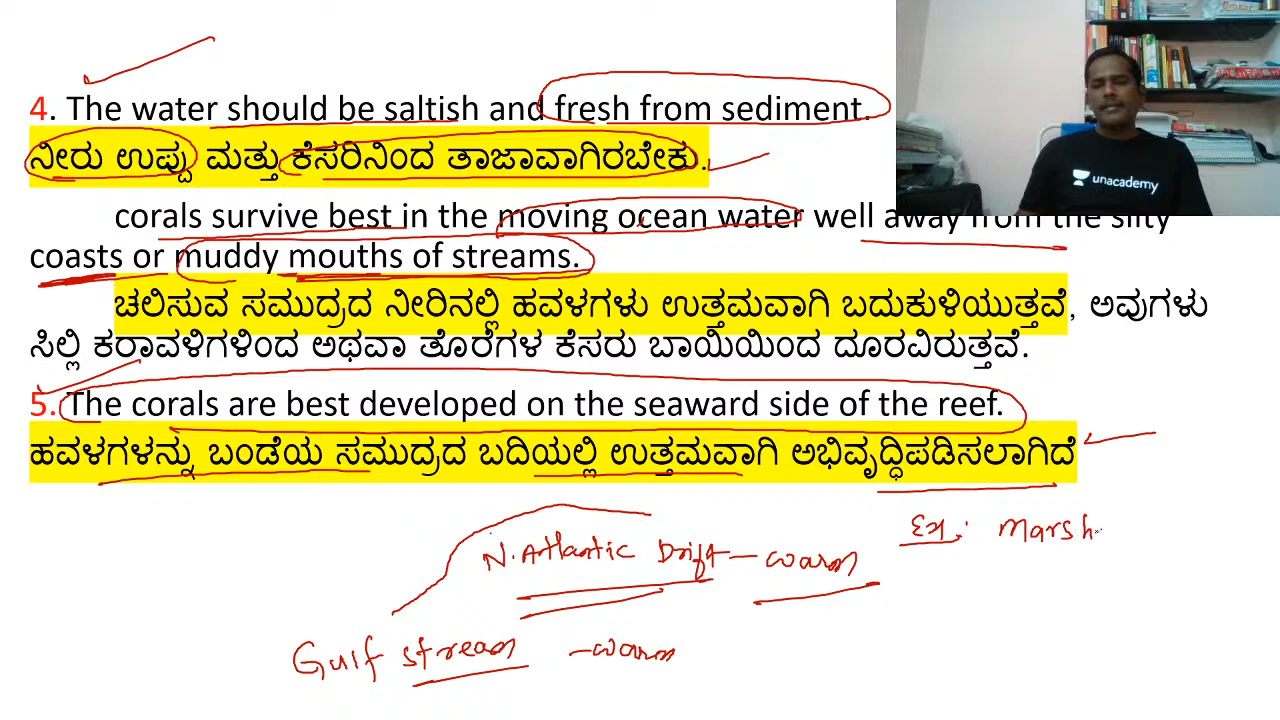 4. The water should be saltish and fresh from sediment.
ನೀರು ಉಪ್ಪು ಮತ್ತು ಕೆಸರಿನಿಂದ ತಾಜಾವಾಗಿರಬೇಕು.
unacademy
corals survive best in the moving ocean water well away from the silty
coasts or muddy mouths of streams.
ಚಲಿಸುವ ಸಮುದ್ರದ ನೀರಿನಲ್ಲಿ ಹವಳಗಳು ಉತ್ತಮವಾಗಿ ಬದುಕುಳಿಯುತ್ತವೆ, ಅವುಗಳು
ಸಿಲ್ಲಿ ಕರಾವಳಿಗಳಿಂದ ಅಥವಾ ತೊರೆಗಳ ಕೆಸರು ಬಾಯಿಯಿಂದ ದೂರವಿರುತ್ತವೆ.
5. The corals are best developed on the seaward side of the reef.
ಹವಳಗಳನ್ನು ಬಂಡೆಯ ಸಮುದ್ರದ ಬದಿಯಲ್ಲಿ ಉತ್ತಮವಾಗಿ ಅಭಿವೃದ್ಧಿಪಡಿಸಲಾಗಿದೆ
Ex: Marsh
N. Atlantic Drift - warm
Gulf stream - warm